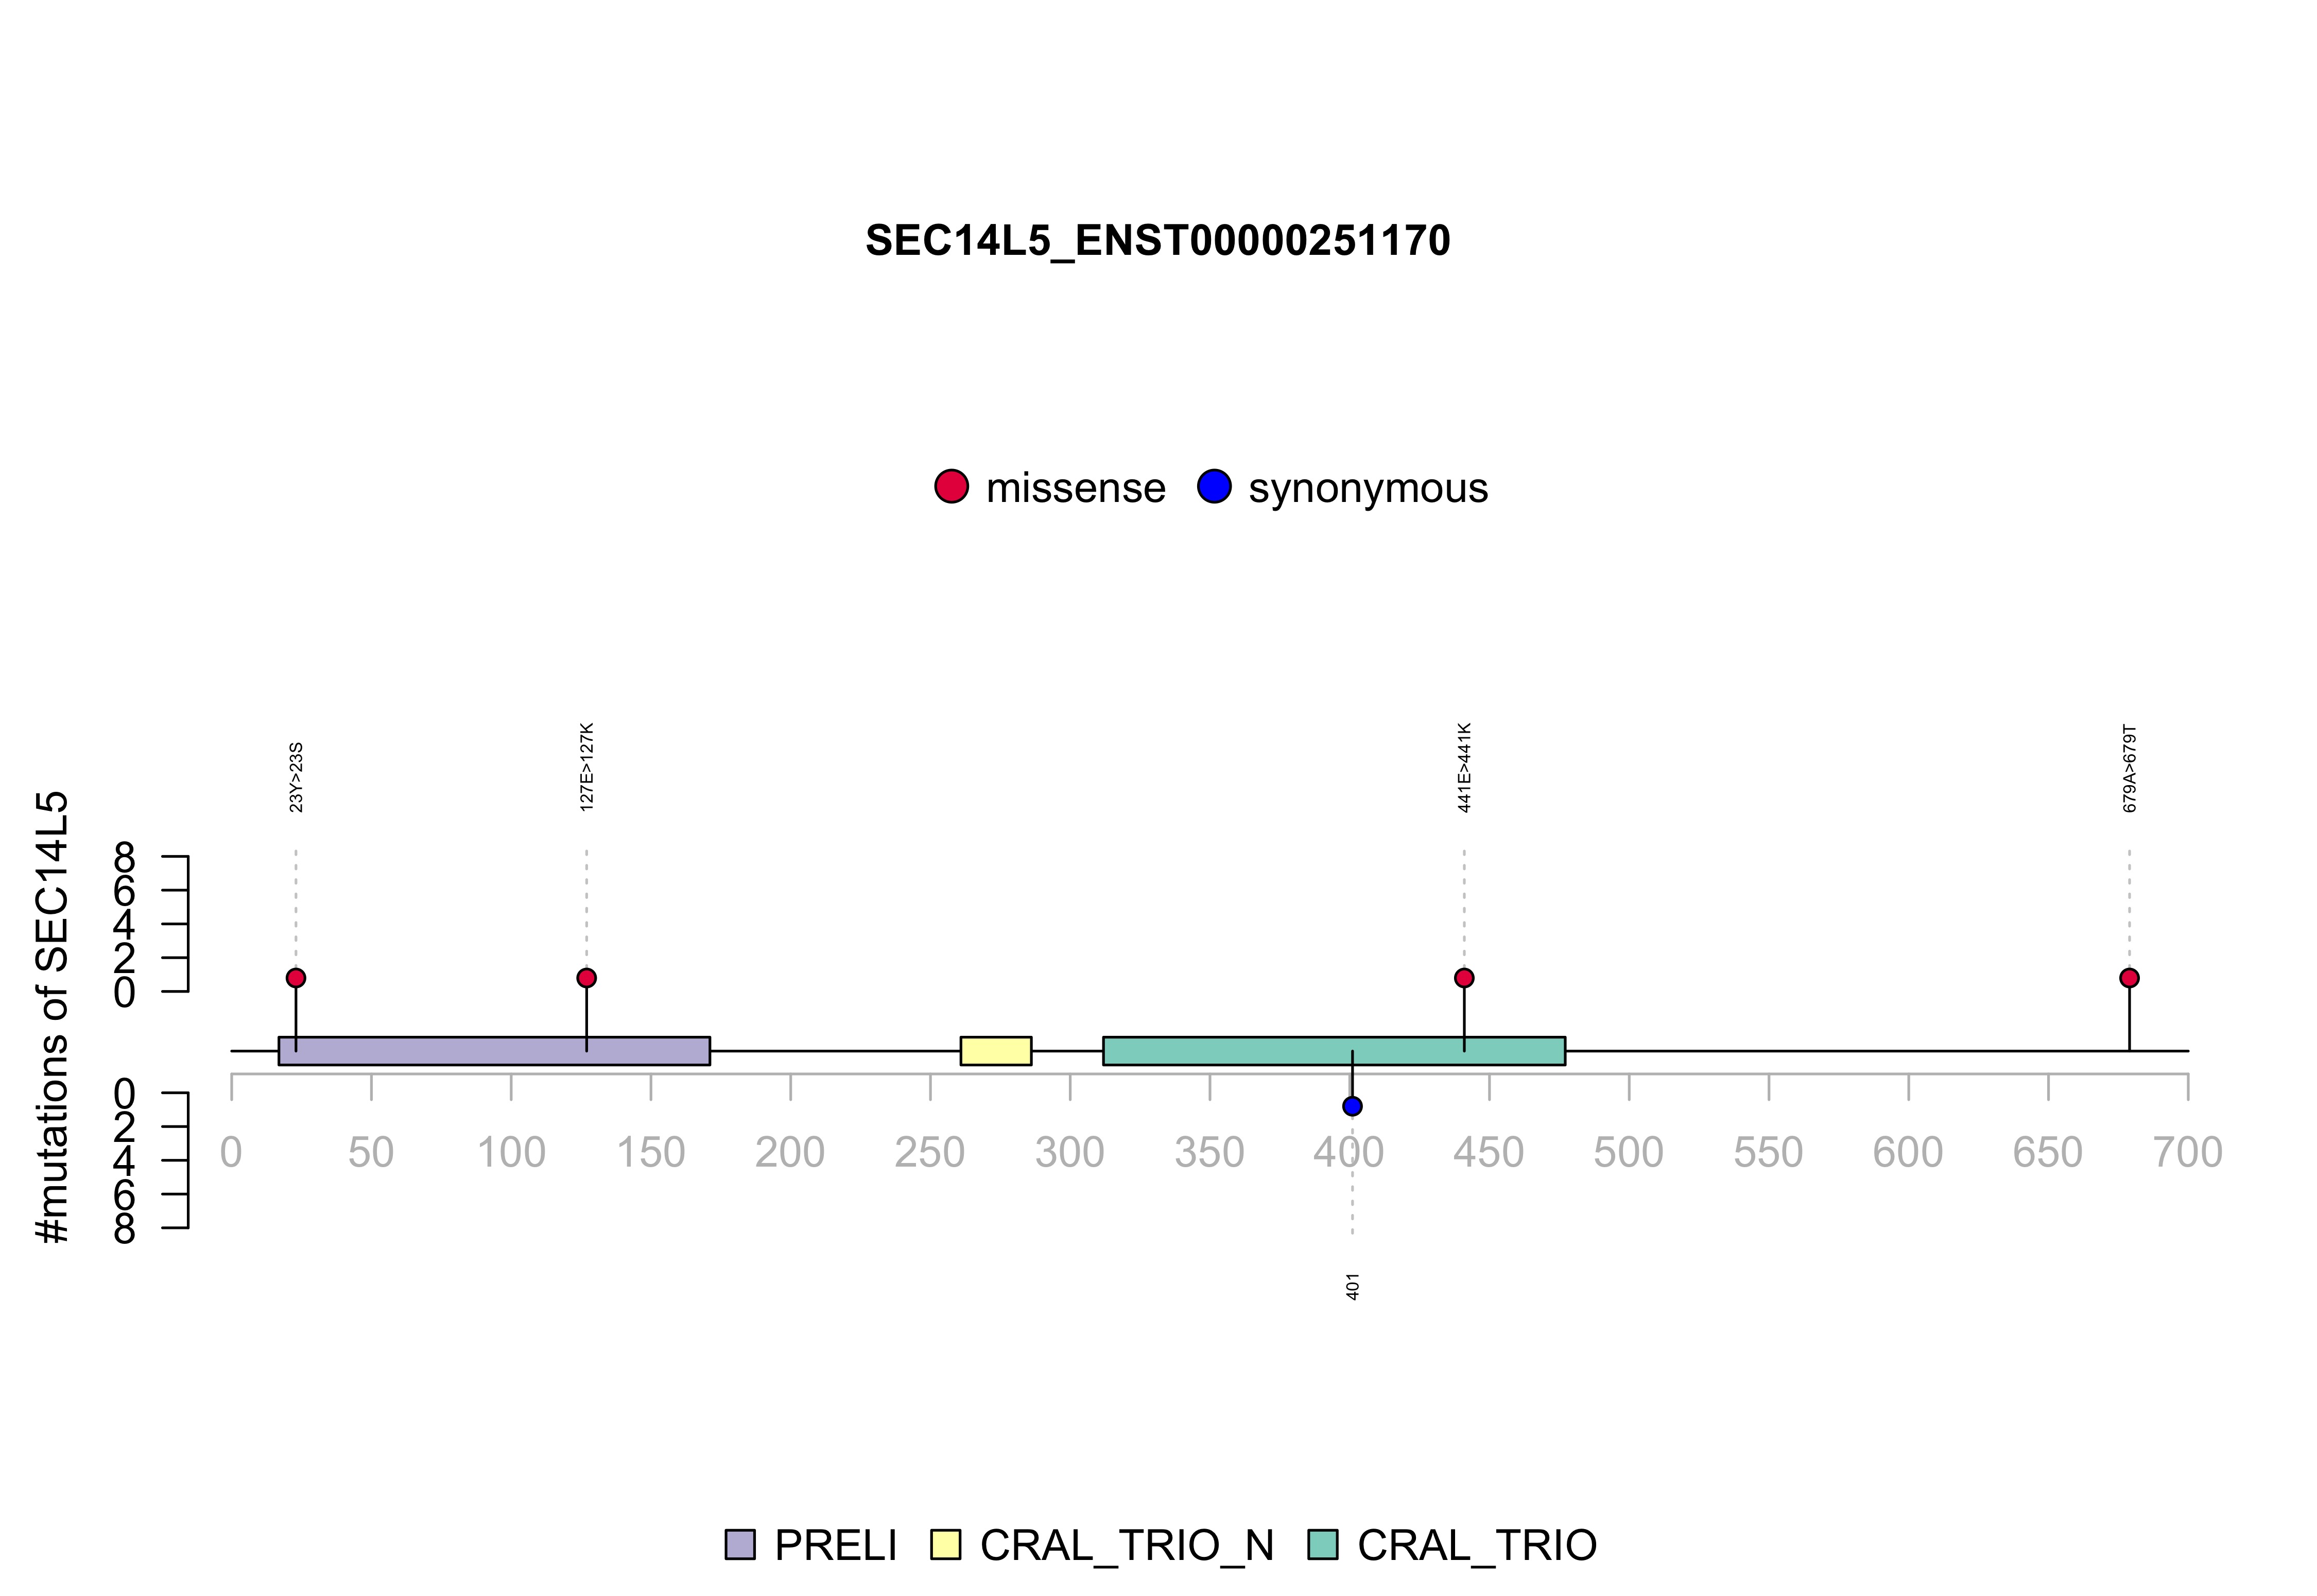 SEC14L5_ENST00000251170
missense synonymous
23Y>23S
127E>127K
441E>441K
679A>679T
#mutations of SEC14L5
8
6
4
2
0
0
2
4
6
8
0 50 100 150 200 250 300 350 400 450 500 550 600 650 700
401
PRELI CRAL_TRIO_N CRAL_TRIO